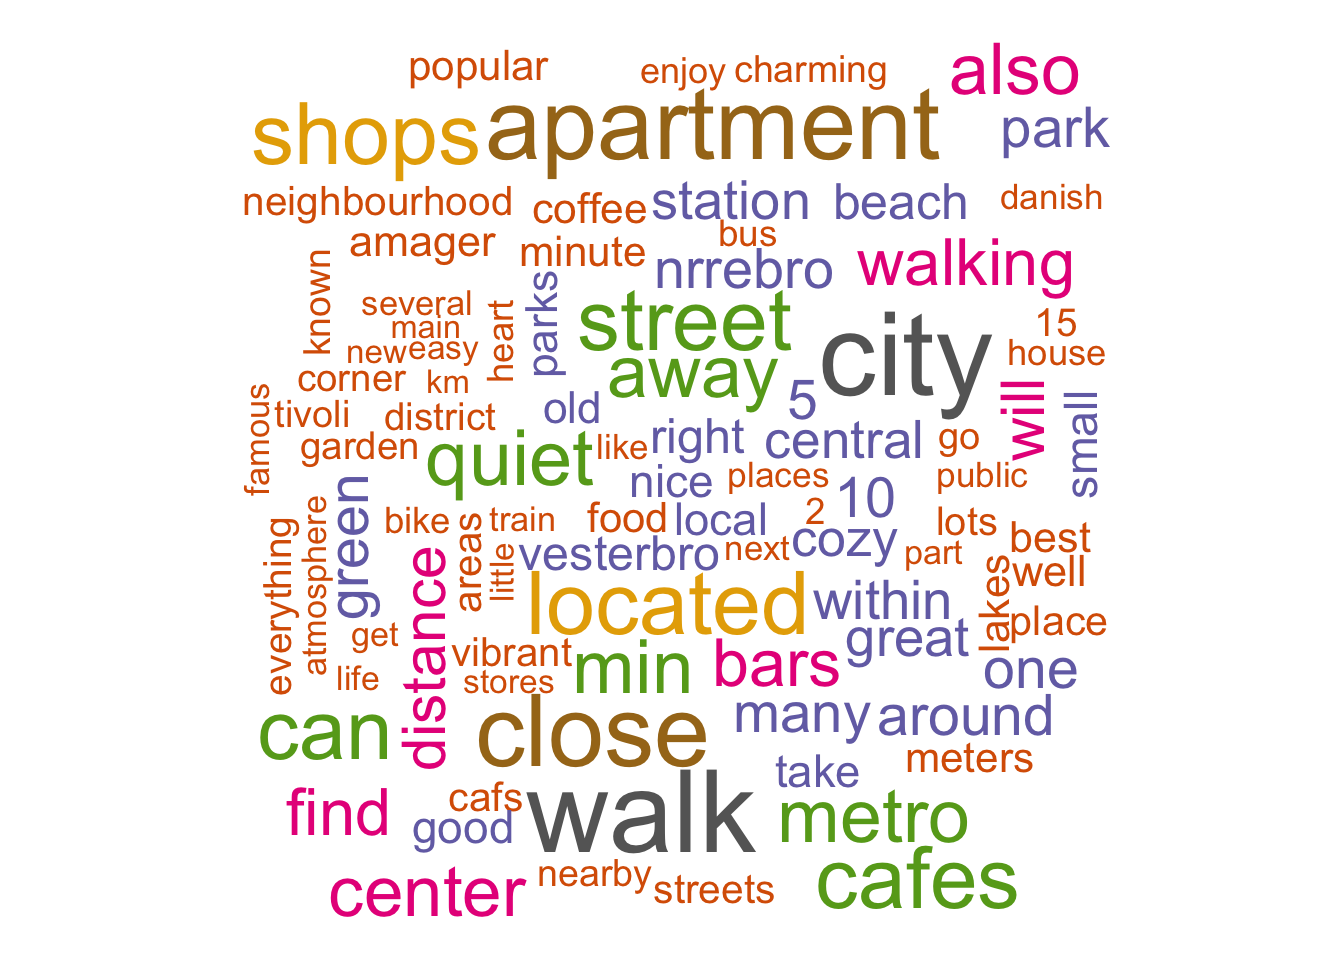 popular enjoy charming also
shops apartment park
neighbourhood coffee station beach danish
amager minute bus nrrebro walking
known several heart parks street city 15
main
new easy away house
corner km 5 will small
famous tivoli district old
garden quiet like right central go
nice places public
everything atmosphere green bike areas train food local 2 10 lots best
distance little vesterbro next cozy part well
located within lakes place
get vibrant min bars great one
life stores
can close many around
take meters
find cafs walk metro
good
center nearby streets cafes